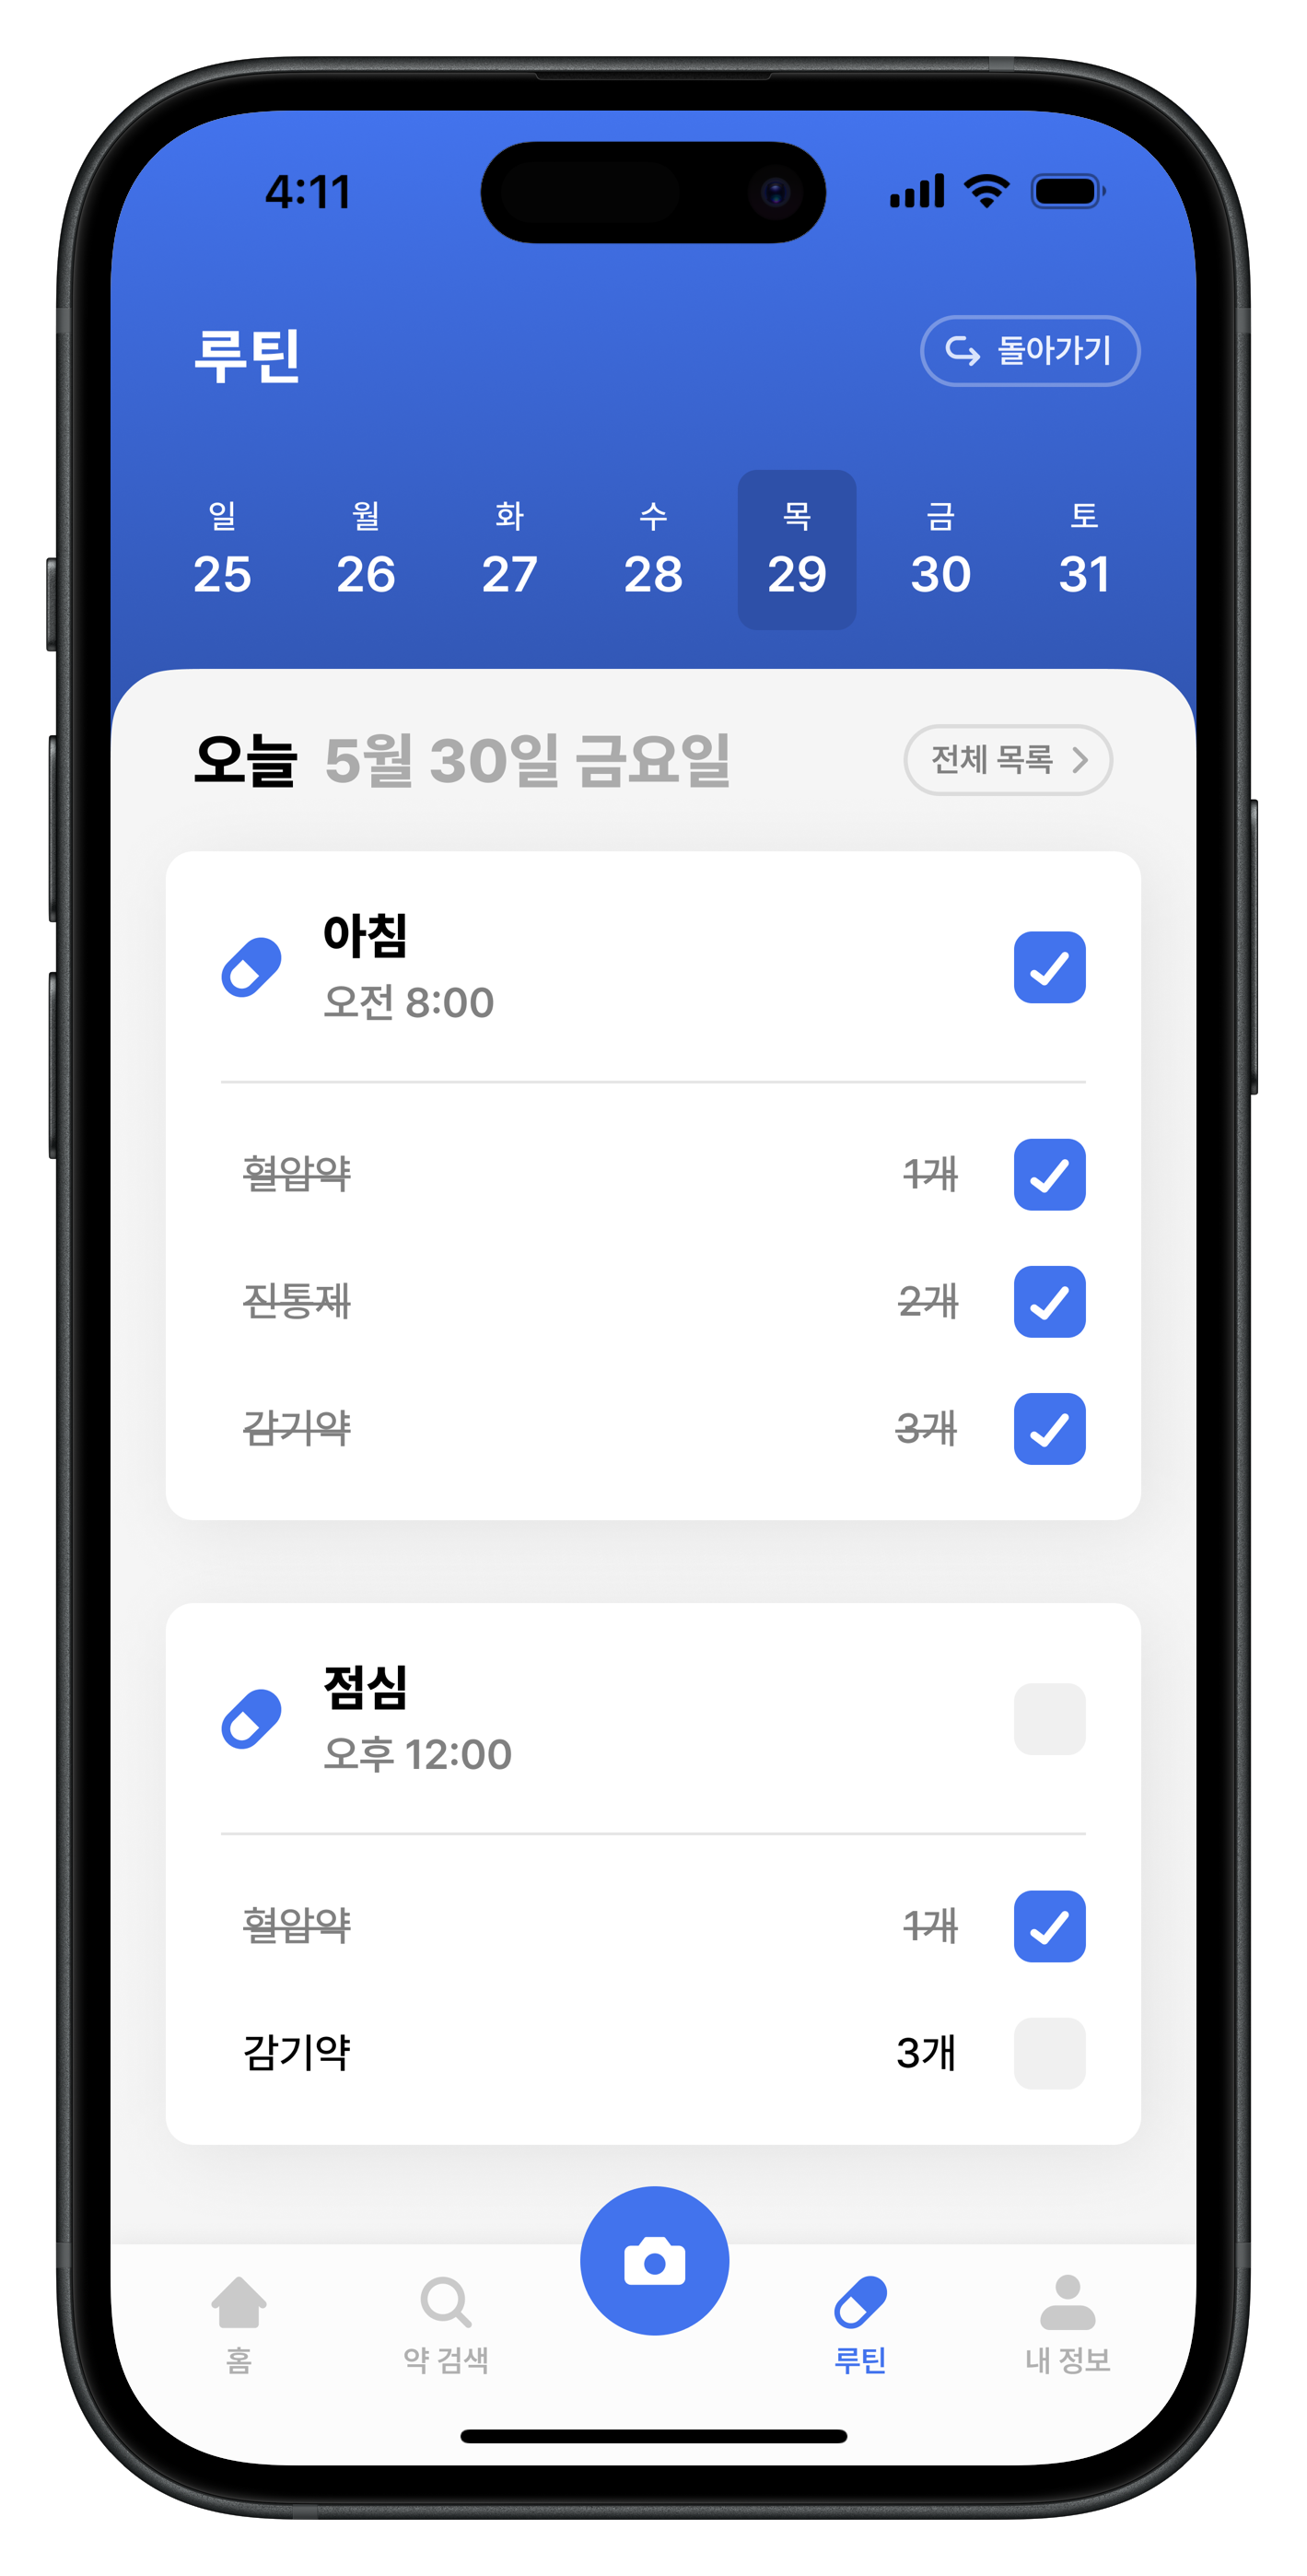 4:11
루틴
돌아가기
일 월 화 수 목 금 토
25 26 27 28 29 30 31
오늘 5월 30일 금요일 전체 목록
아침
오전 8:00
혈압약 1개
진통제 2개
감기약 3개
점심
오후 12:00
혈압약 1개
감기약 3개
홈 약 검색 루틴 내 정보